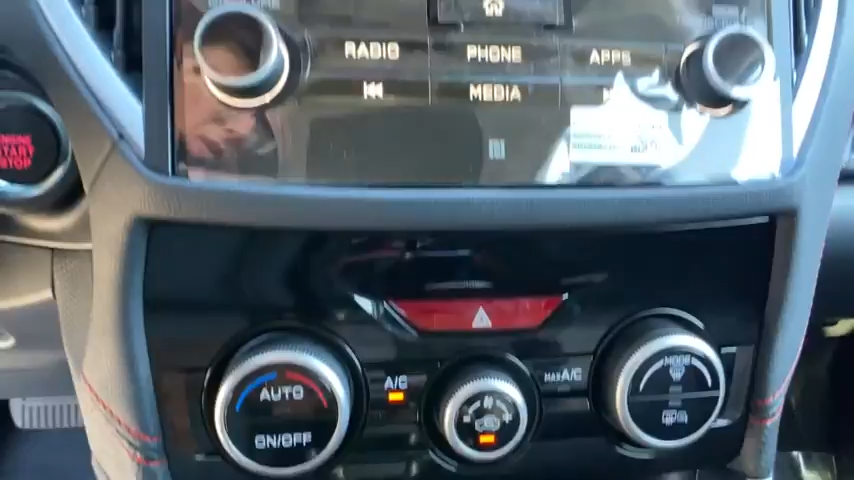 RADIO
PHONE
APPS
MEDIA
ENGINE
START
STOP
AUTO
ON/OFF
A/C
MAX A/C
MODE